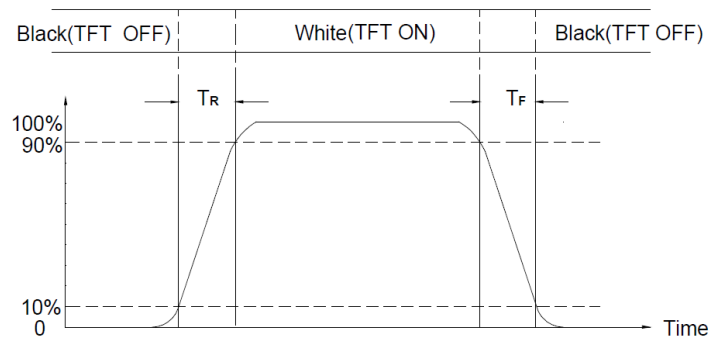 Black(TFT OFF) White(TFT ON) Black(TFT OFF)
TR TF
100%
90%
10%
0
Time